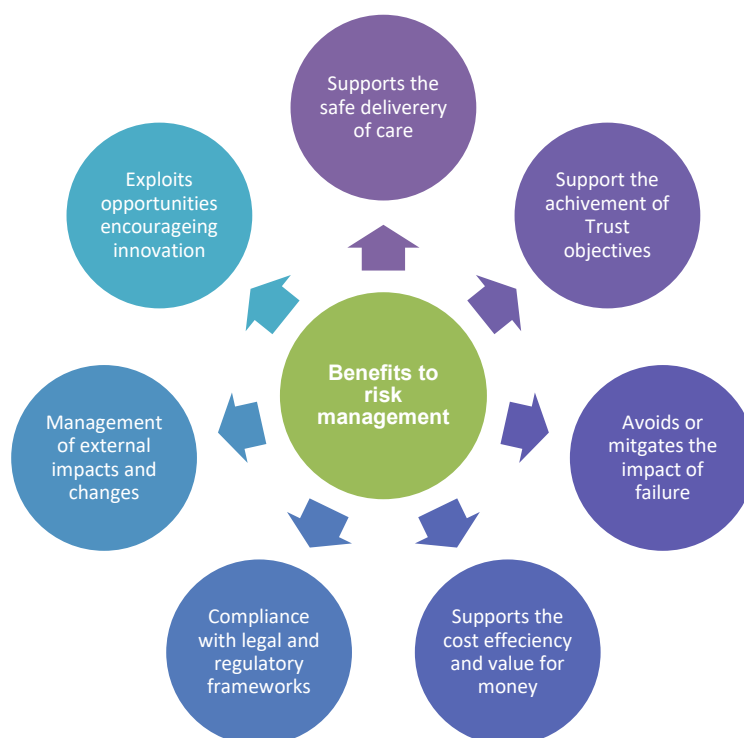 Supports the
safe deliverery
of care
Support the
achivement of
Trust
objectives
Avoids or
mitgates the
impact of
failure
Supports the
cost effeciency
and value for
money
Compliance
with legal and
regulatory
frameworks
Management
of external
impacts and
changes
Exploits
opportunities
encourageing
innovation
Benefits to
risk
management